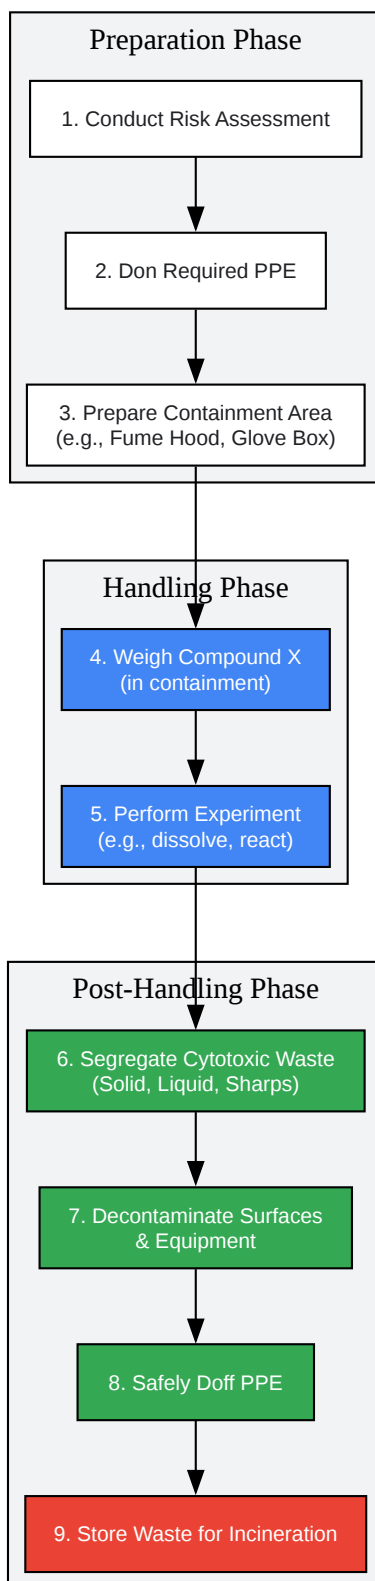 Preparation Phase
1. Conduct Risk Assessment
2. Don Required PPE
3. Prepare Containment Area
(e.g., Fume Hood, Glove Box)
Handling Phase
4. Weigh Compound X
(in containment)
5. Perform Experiment
(e.g., dissolve, react)
Post-Handling Phase
6. Segregate Cytotoxic Waste
(Solid, Liquid, Sharps)
7. Decontaminate Surfaces
& Equipment
8. Safely Doff PPE
9. Store Waste for Incineration